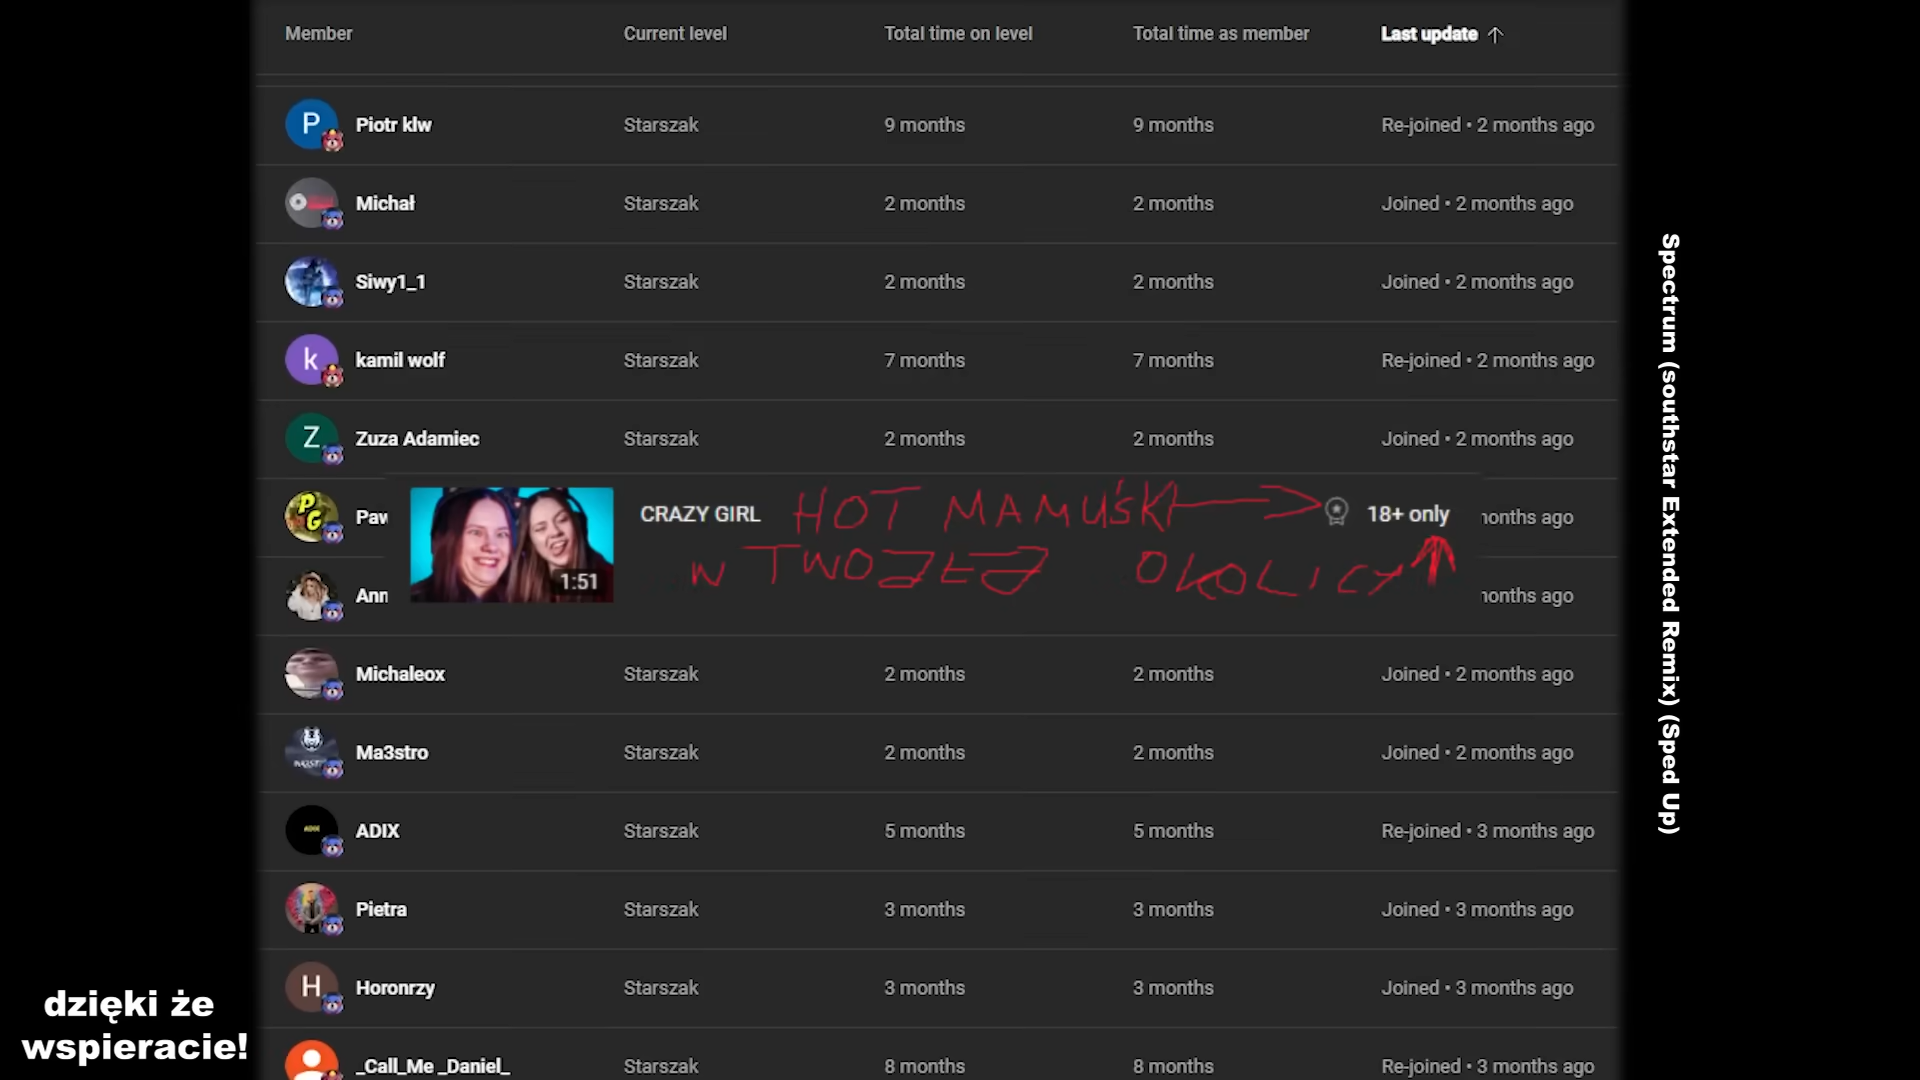 Member Current level Total time on level Total time as member Last update ↑
P Piotr klw Starszak 9 months 9 months Re-joined • 2 months ago
Michał Starszak 2 months 2 months Joined • 2 months ago
Siwy1_1 Starszak 2 months 2 months Joined • 2 months ago
k kamil wolf Starszak 7 months 7 months Re-joined • 2 months ago
Z Zuza Adamiec Starszak 2 months 2 months Joined • 2 months ago
PG Paw CRAZY GIRL HOT MAMUŚKI 18+ only months ago
1:51 W TWOJEJ OKOLICY
Ann months ago
Michaleox Starszak 2 months 2 months Joined • 2 months ago
Ma3stro Starszak 2 months 2 months Joined • 2 months ago
ADIX Starszak 5 months 5 months Re-joined • 3 months ago
Pietra Starszak 3 months 3 months Joined • 3 months ago
H Horonrzy Starszak 3 months 3 months Joined • 3 months ago
_Call_Me _Daniel_ Starszak 8 months 8 months Re-joined • 3 months ago
dzięki że
wspieracie!
Spectrum (southstar Extended Remix) (Sped Up)